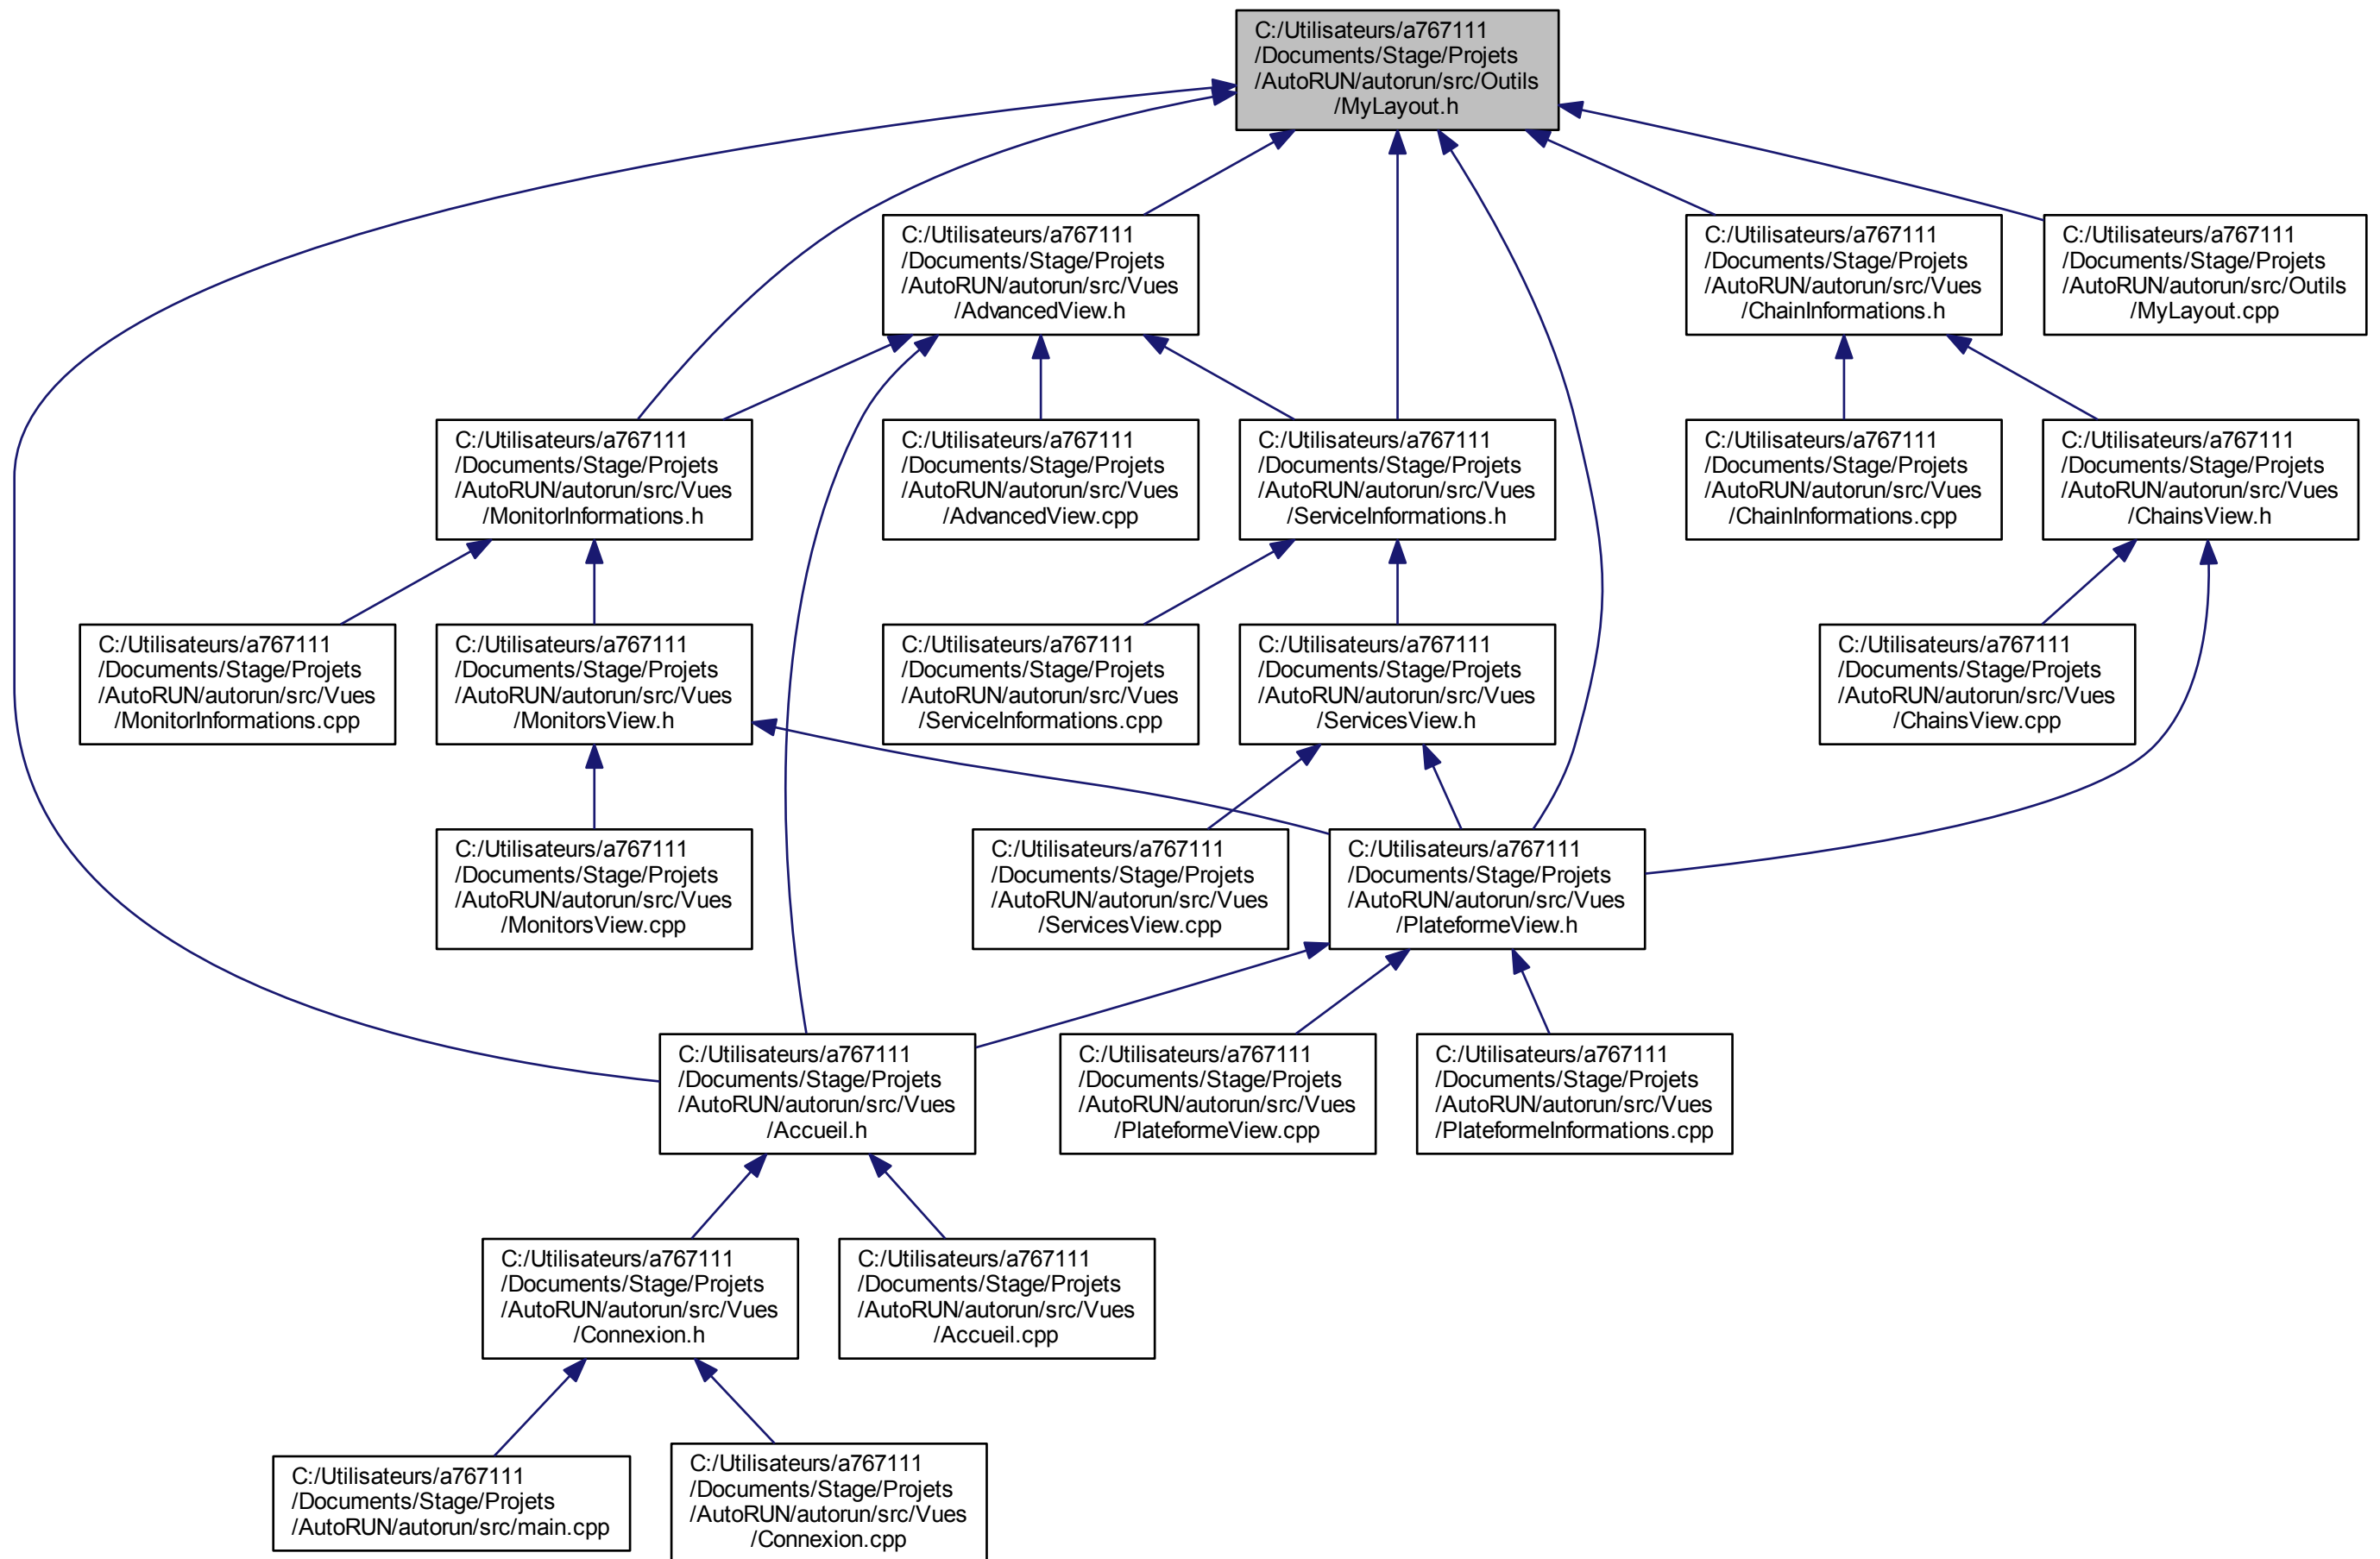 C:/Utilisateurs/a767111
/Documents/Stage/Projets
/AutoRUN/autorun/src/Outils
/MyLayout.h
C:/Utilisateurs/a767111
/Documents/Stage/Projets
/AutoRUN/autorun/src/Vues
/AdvancedView.h
C:/Utilisateurs/a767111
/Documents/Stage/Projets
/AutoRUN/autorun/src/Vues
/ChainInformations.h
C:/Utilisateurs/a767111
/Documents/Stage/Projets
/AutoRUN/autorun/src/Outils
/MyLayout.cpp
C:/Utilisateurs/a767111
/Documents/Stage/Projets
/AutoRUN/autorun/src/Vues
/MonitorInformations.h
C:/Utilisateurs/a767111
/Documents/Stage/Projets
/AutoRUN/autorun/src/Vues
/AdvancedView.cpp
C:/Utilisateurs/a767111
/Documents/Stage/Projets
/AutoRUN/autorun/src/Vues
/ServiceInformations.h
C:/Utilisateurs/a767111
/Documents/Stage/Projets
/AutoRUN/autorun/src/Vues
/ChainInformations.cpp
C:/Utilisateurs/a767111
/Documents/Stage/Projets
/AutoRUN/autorun/src/Vues
/ChainsView.h
C:/Utilisateurs/a767111
/Documents/Stage/Projets
/AutoRUN/autorun/src/Vues
/MonitorInformations.cpp
C:/Utilisateurs/a767111
/Documents/Stage/Projets
/AutoRUN/autorun/src/Vues
/MonitorsView.h
C:/Utilisateurs/a767111
/Documents/Stage/Projets
/AutoRUN/autorun/src/Vues
/ServiceInformations.cpp
C:/Utilisateurs/a767111
/Documents/Stage/Projets
/AutoRUN/autorun/src/Vues
/ServicesView.h
C:/Utilisateurs/a767111
/Documents/Stage/Projets
/AutoRUN/autorun/src/Vues
/ChainsView.cpp
C:/Utilisateurs/a767111
/Documents/Stage/Projets
/AutoRUN/autorun/src/Vues
/MonitorsView.cpp
C:/Utilisateurs/a767111
/Documents/Stage/Projets
/AutoRUN/autorun/src/Vues
/ServicesView.cpp
C:/Utilisateurs/a767111
/Documents/Stage/Projets
/AutoRUN/autorun/src/Vues
/PlateformeView.h
C:/Utilisateurs/a767111
/Documents/Stage/Projets
/AutoRUN/autorun/src/Vues
/Accueil.h
C:/Utilisateurs/a767111
/Documents/Stage/Projets
/AutoRUN/autorun/src/Vues
/PlateformeView.cpp
C:/Utilisateurs/a767111
/Documents/Stage/Projets
/AutoRUN/autorun/src/Vues
/PlateformeInformations.cpp
C:/Utilisateurs/a767111
/Documents/Stage/Projets
/AutoRUN/autorun/src/Vues
/Connexion.h
C:/Utilisateurs/a767111
/Documents/Stage/Projets
/AutoRUN/autorun/src/Vues
/Accueil.cpp
C:/Utilisateurs/a767111
/Documents/Stage/Projets
/AutoRUN/autorun/src/main.cpp
C:/Utilisateurs/a767111
/Documents/Stage/Projets
/AutoRUN/autorun/src/Vues
/Connexion.cpp